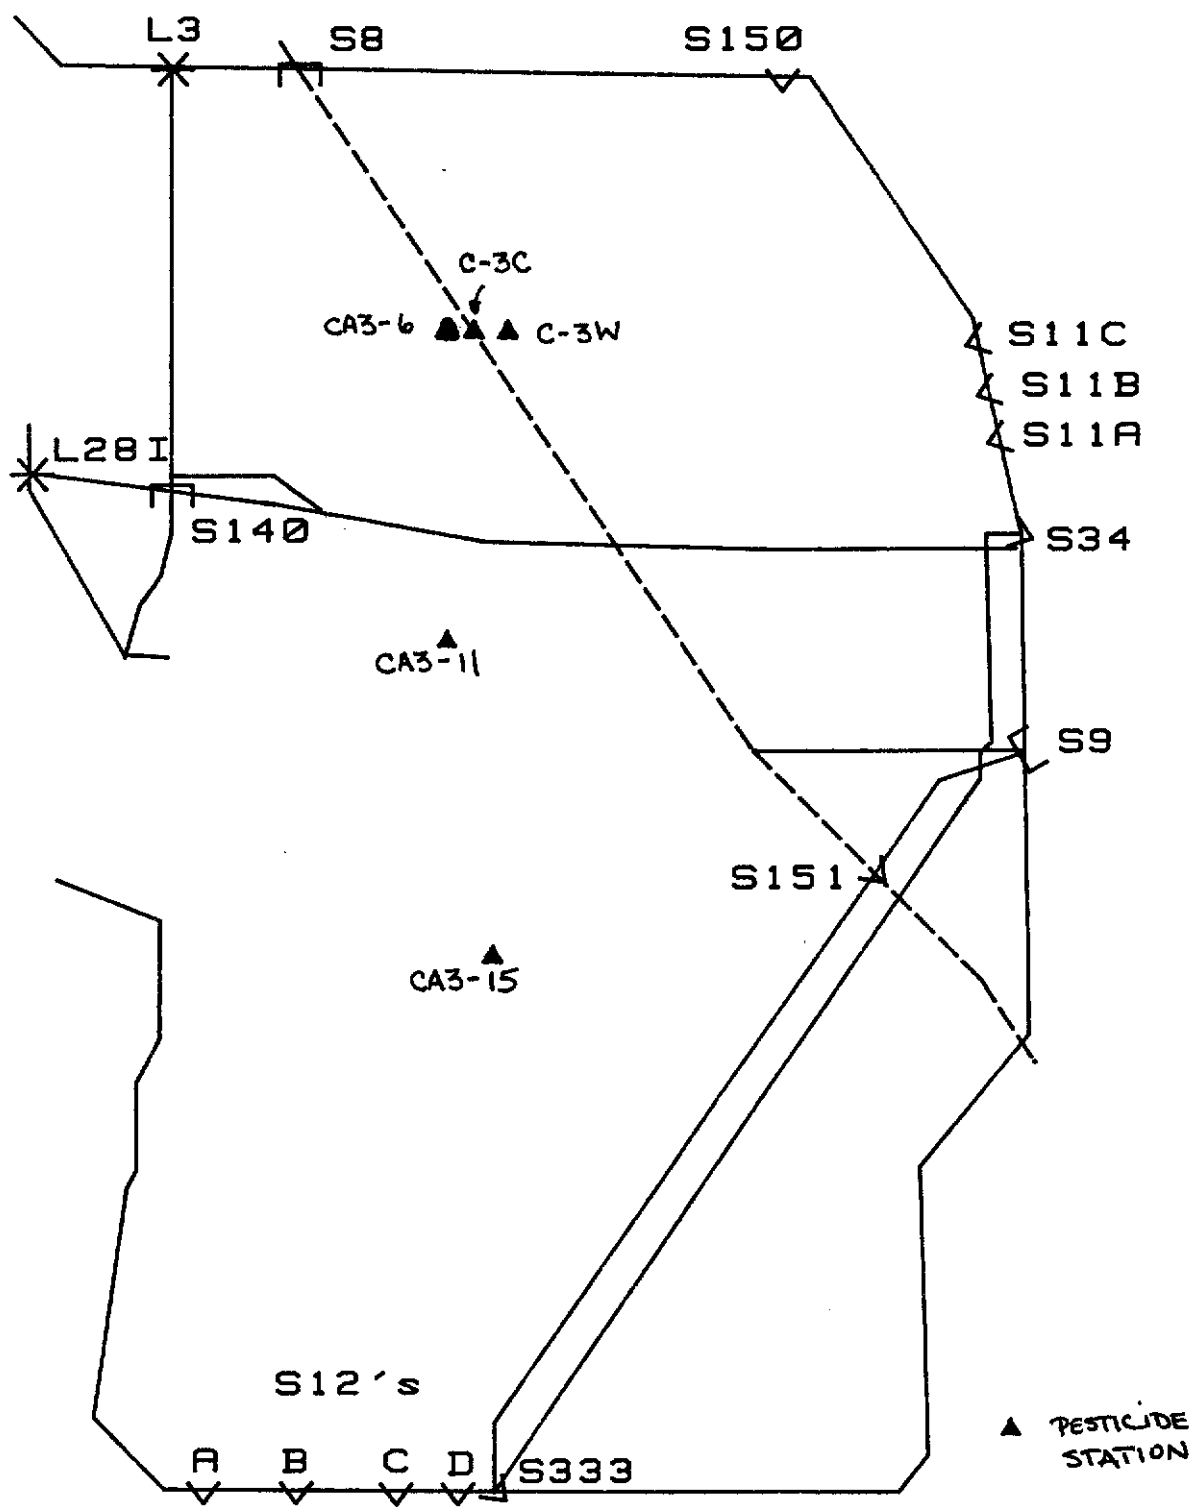 L3
S8
S150
C-3C
CA3-6
C-3W
S11C
S11B
S11A
L28I
S140
S34
CA3-11
S9
S151
CA3-15
S12's
A
B
C
D
S333
PESTICIDE
STATION